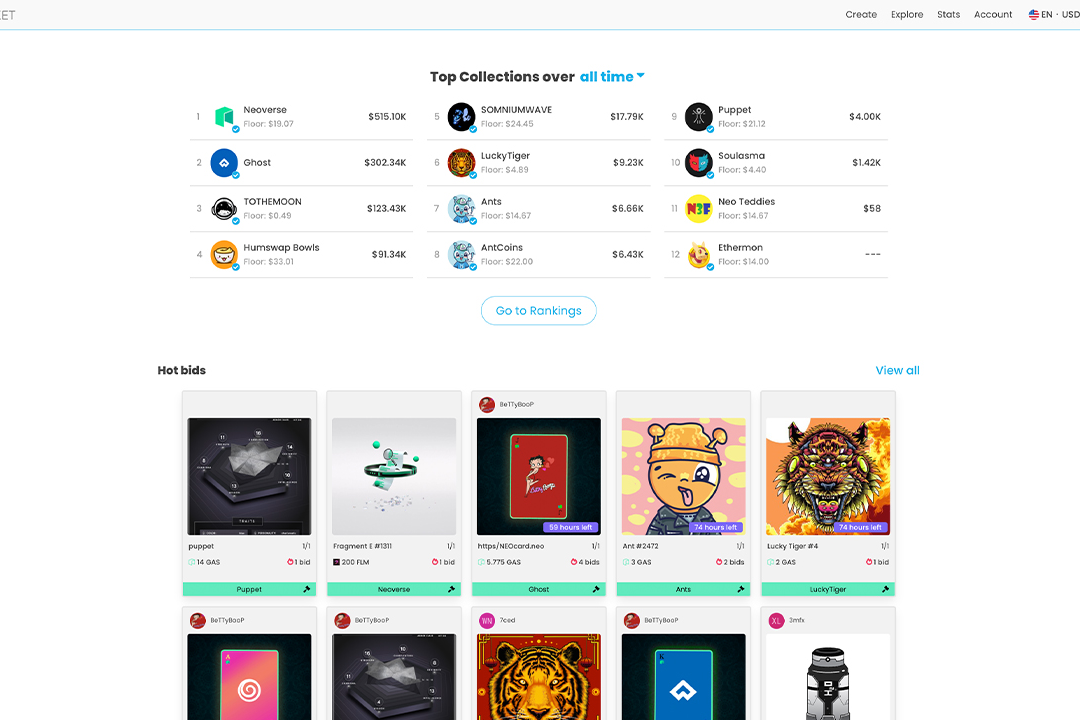 ET
Create Explore Stats Account EN · USD
Top Collections over all time
1 Neoverse Floor: $19.07 $515.10K
2 Ghost $302.34K
3 TOTHEMOON Floor: $0.49 $123.43K
4 Humswap Bowls Floor: $33.01 $91.34K
5 SOMNIUMWAVE Floor: $24.45 $17.79K
6 LuckyTiger Floor: $4.89 $9.23K
7 Ants Floor: $14.67 $6.66K
8 AntCoins Floor: $22.00 $6.43K
9 Puppet Floor: $21.12 $4.00K
10 Soulasma Floor: $4.40 $1.42K
11 N3F Neo Teddies Floor: $14.67 $58
12 Ethermon Floor: $14.00 ---
Go to Rankings
Hot bids View all
TRAITS
puppet 1/1
14 GAS 1 bid
Puppet
Fragment E #1311 1/1
200 FLM 1 bid
Neoverse
BeTTyBooP
59 hours left
https/NEOcard.neo 1/1
5.775 GAS 4 bids
Ghost
74 hours left
Ant #2472 1/1
3 GAS 2 bids
Ants
74 hours left
Lucky Tiger #4 1/1
2 GAS 1 bid
LuckyTiger
BeTTyBooP
A
BeTTyBooP
WN 7ced
BeTTyBooP
K
XL 3mfx